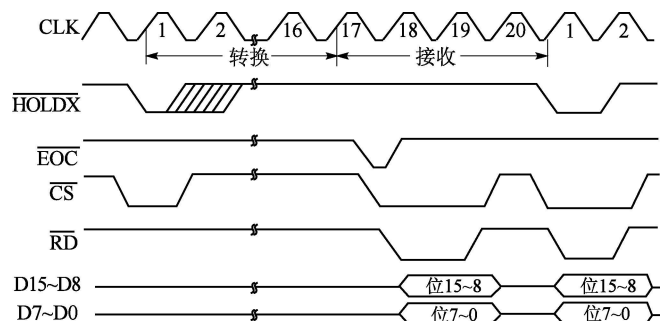 CLK 1 2 16 17 18 19 20 1 2
转换 接收
HOLDX
EOC
CS
RD
D15~D8 位15~8 位15~8
D7~D0 位7~0 位7~0